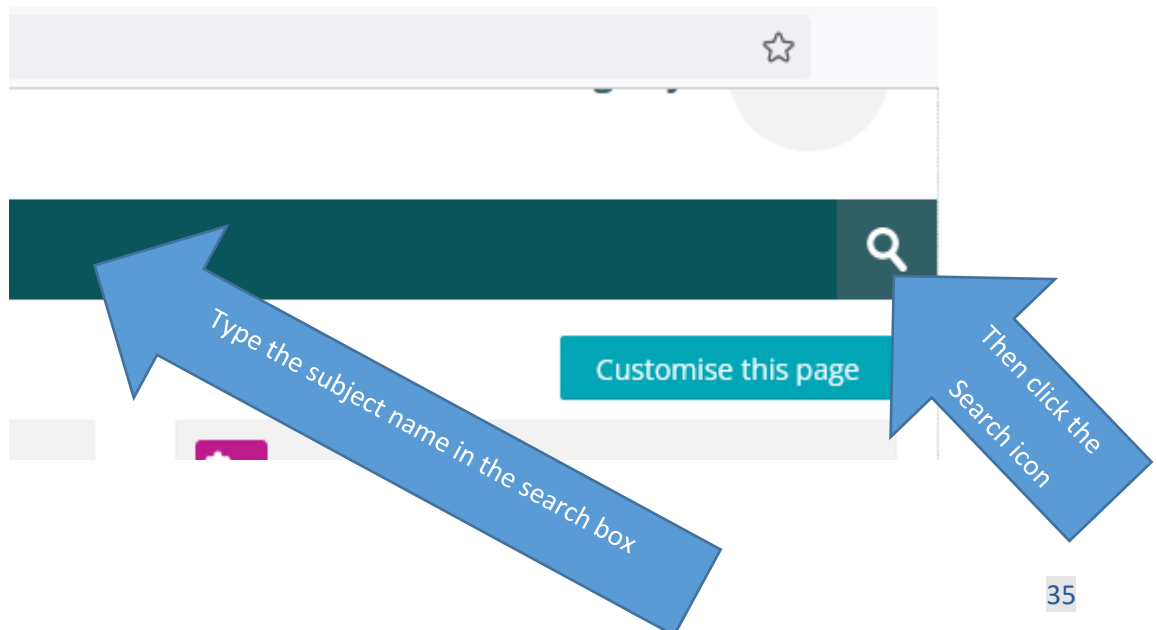 Customise this page
Type the subject name in the search box
Then click the
Search icon
35